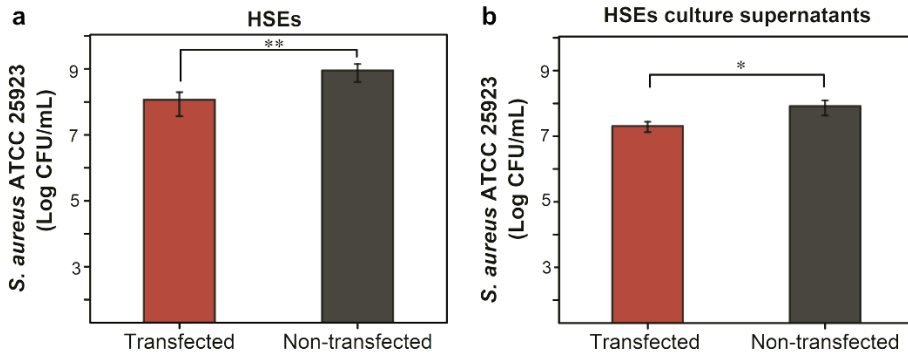 a
HSEs
S. aureus ATCC 25923
(Log CFU/mL)
9
7
5
3
**
Transfected
Non-transfected
b
HSEs culture supernatants
S. aureus ATCC 25923
(Log CFU/mL)
9
7
5
3
*
Transfected
Non-transfected